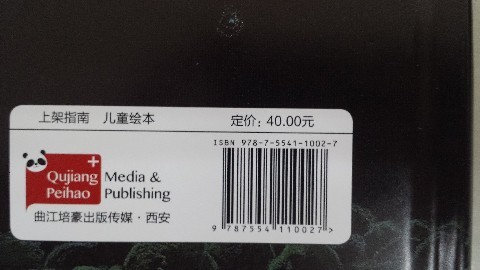 上架指南 儿童绘本 定价：40.00元
ISBN 978-7-5541-1002-7
Qujiang Peihao+
Media & Publishing
曲江培豪出版传媒·西安
9 787554 110027 >